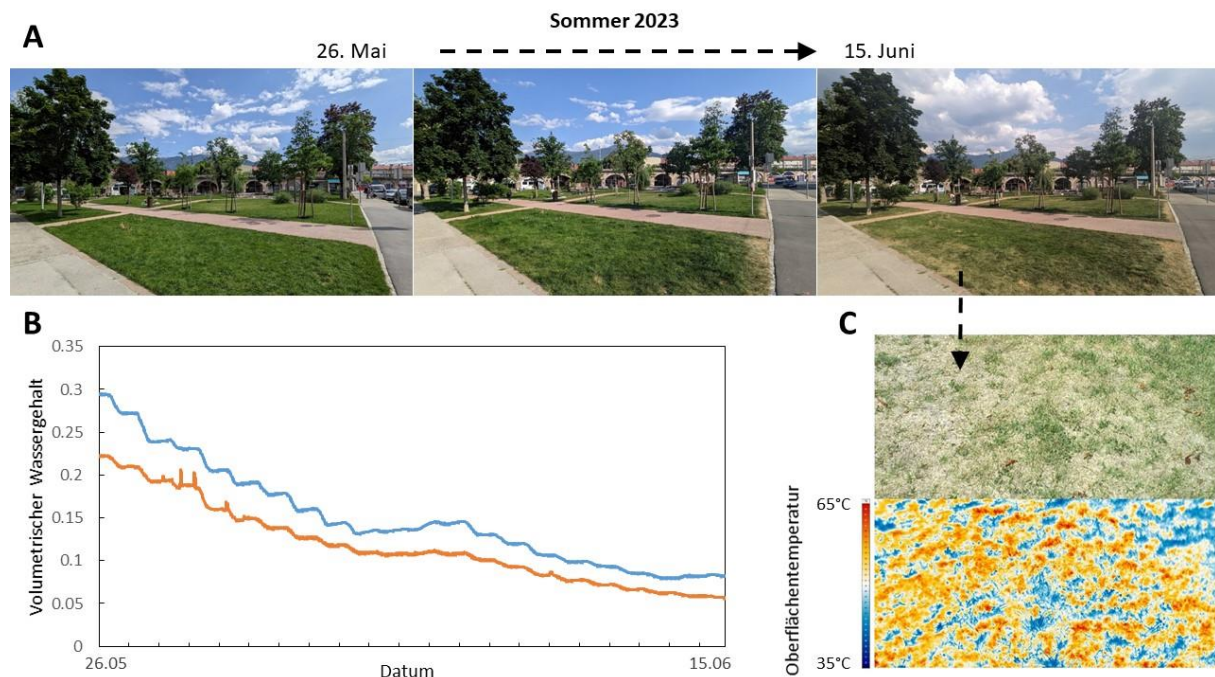 Sommer 2023
A
26. Mai
15. Juni
B
Volumetrischer Wassergehalt
0.35
0.3
0.25
0.2
0.15
0.1
0.05
0
26.05
Datum
15.06
C
Oberflächentemperatur
65°C
35°C